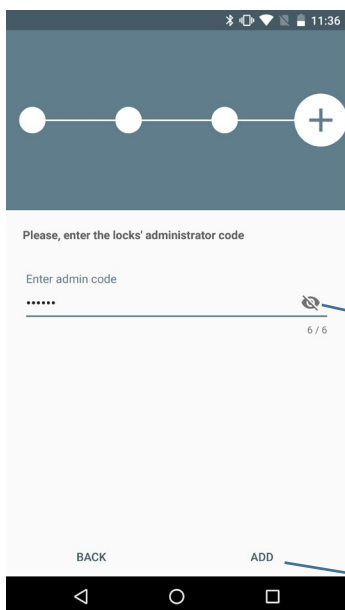 11:36
Please, enter the locks' administrator code
Enter admin code
••••••
6 / 6
BACK ADD